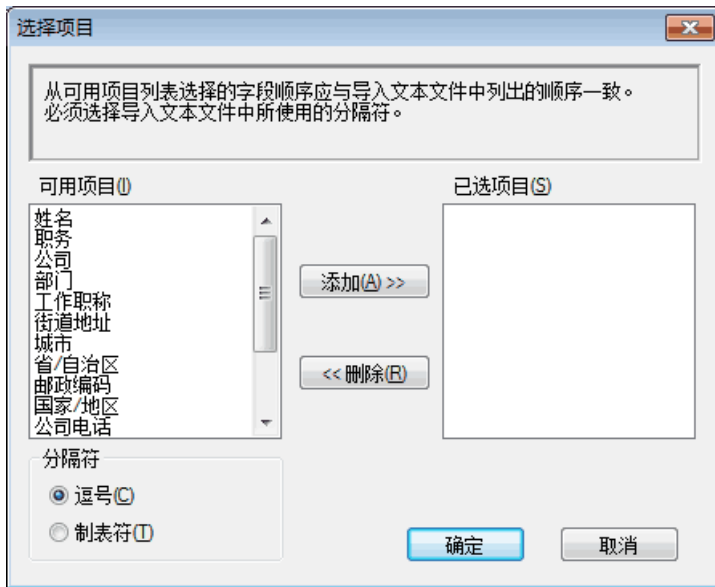 选择项目
从可用项目列表选择的字段顺序应与导入文本文件中列出的顺序一致。
必须选择导入文本文件中所使用的分隔符。
可用项目(I)
已选项目(S)
姓名
职务
公司
部门
工作职称
街道地址
城市
省/自治区
邮政编码
国家/地区
公司电话
添加(A) >>
<< 删除(R)
分隔符
逗号(C)
制表符(T)
确定
取消